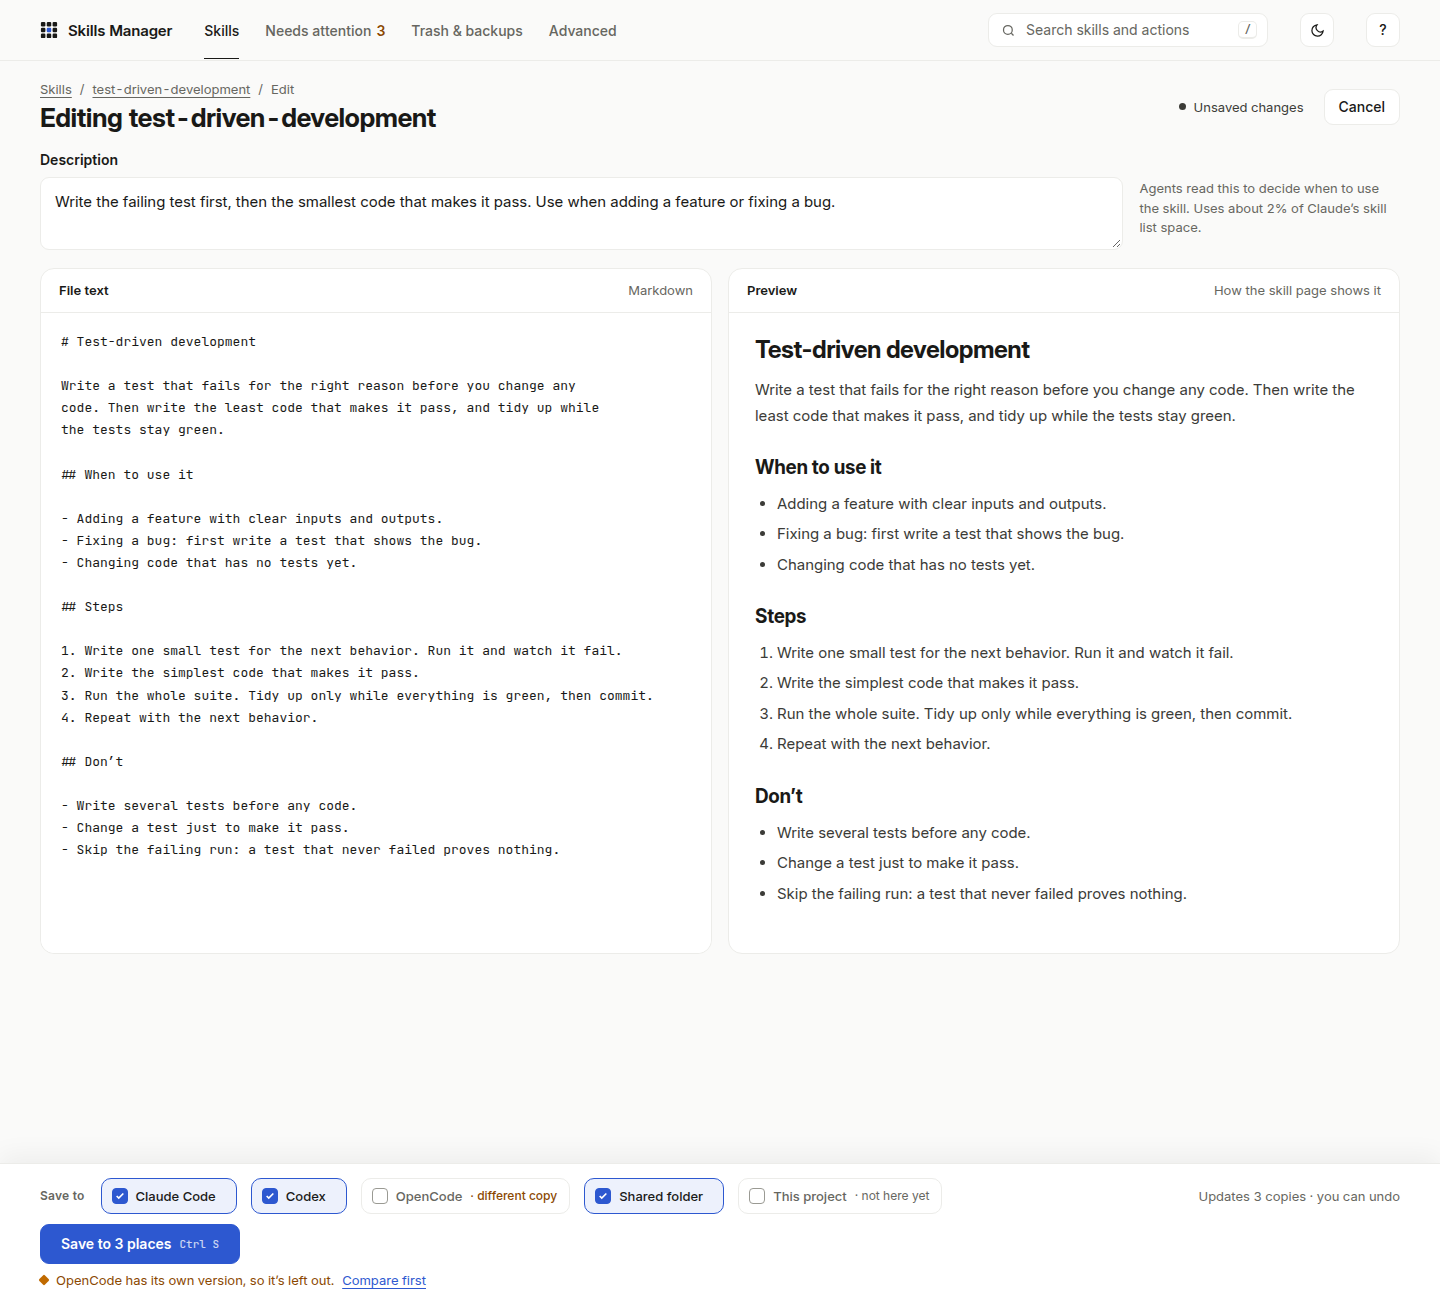 Skills Manager
Skills
Needs attention 3
Trash & backups
Advanced
Search skills and actions /
?
Skills / test-driven-development / Edit
Editing test-driven-development
Unsaved changes
Cancel
Description
Write the failing test first, then the smallest code that makes it pass. Use when adding a feature or fixing a bug.
Agents read this to decide when to use
the skill. Uses about 2% of Claude’s skill
list space.
File text
Markdown
# Test-driven development
Write a test that fails for the right reason before you change any
code. Then write the least code that makes it pass, and tidy up while
the tests stay green.
## When to use it
- Adding a feature with clear inputs and outputs.
- Fixing a bug: first write a test that shows the bug.
- Changing code that has no tests yet.
## Steps
1. Write one small test for the next behavior. Run it and watch it fail.
2. Write the simplest code that makes it pass.
3. Run the whole suite. Tidy up only while everything is green, then commit.
4. Repeat with the next behavior.
## Don’t
- Write several tests before any code.
- Change a test just to make it pass.
- Skip the failing run: a test that never failed proves nothing.
Preview
How the skill page shows it
Test-driven development
Write a test that fails for the right reason before you change any code. Then write the
least code that makes it pass, and tidy up while the tests stay green.
When to use it
• Adding a feature with clear inputs and outputs.
• Fixing a bug: first write a test that shows the bug.
• Changing code that has no tests yet.
Steps
1. Write one small test for the next behavior. Run it and watch it fail.
2. Write the simplest code that makes it pass.
3. Run the whole suite. Tidy up only while everything is green, then commit.
4. Repeat with the next behavior.
Don’t
• Write several tests before any code.
• Change a test just to make it pass.
• Skip the failing run: a test that never failed proves nothing.
Save to
Claude Code
Codex
OpenCode · different copy
Shared folder
This project · not here yet
Updates 3 copies · you can undo
Save to 3 places Ctrl S
OpenCode has its own version, so it’s left out. Compare first